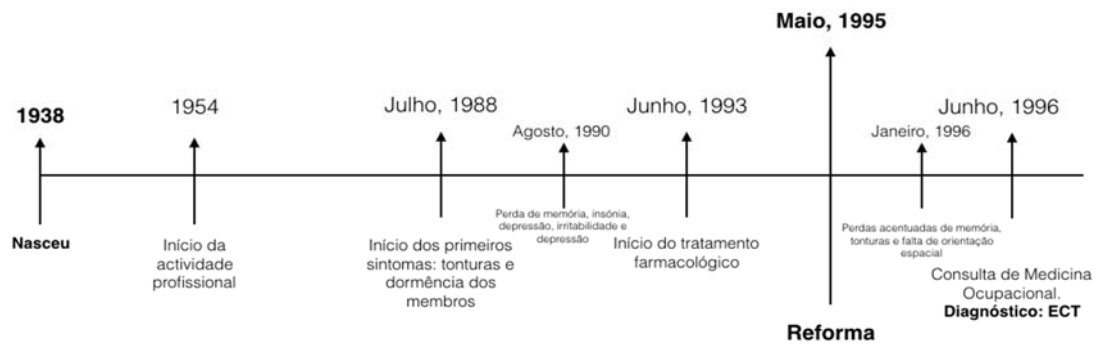 Maio, 1995
1938
1954
Julho, 1988
Agosto, 1990
Junho, 1993
Janeiro, 1996
Junho, 1996
Nasceu
Início da
actividade
profissional
Início dos primeiros
sintomas: tonturas e
dormência dos
membros
Perda de memória, insónia,
depressão, irritabilidade e
depressão
Início do tratamento
farmacológico
Reforma
Perdas acentuadas de memória,
tonturas e falta de orientação
espacial
Consulta de Medicina
Ocupacional.
Diagnóstico: ECT